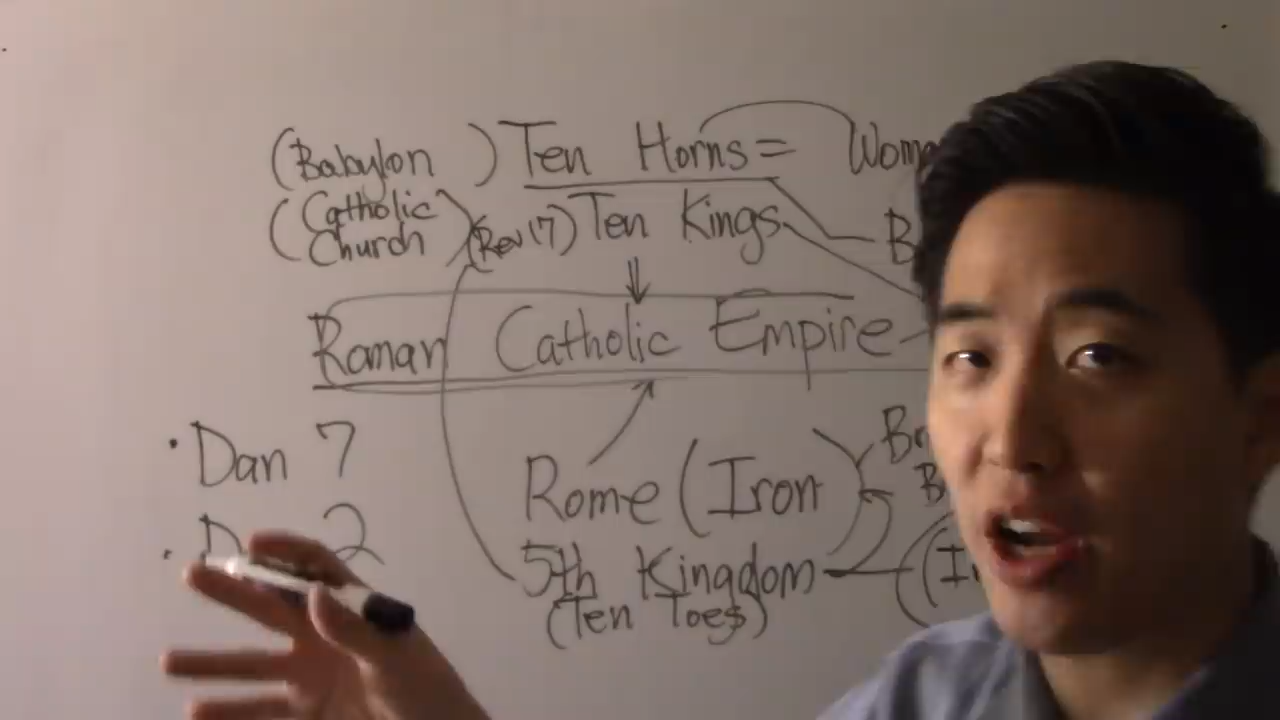 (Babylon ) Ten Horns =
(Catholic Church) (Rev 17) Ten Kings
Roman Catholic Empire
• Dan 7
Rome (Iron
• 2
5th Kingdom
(Ten Toes)